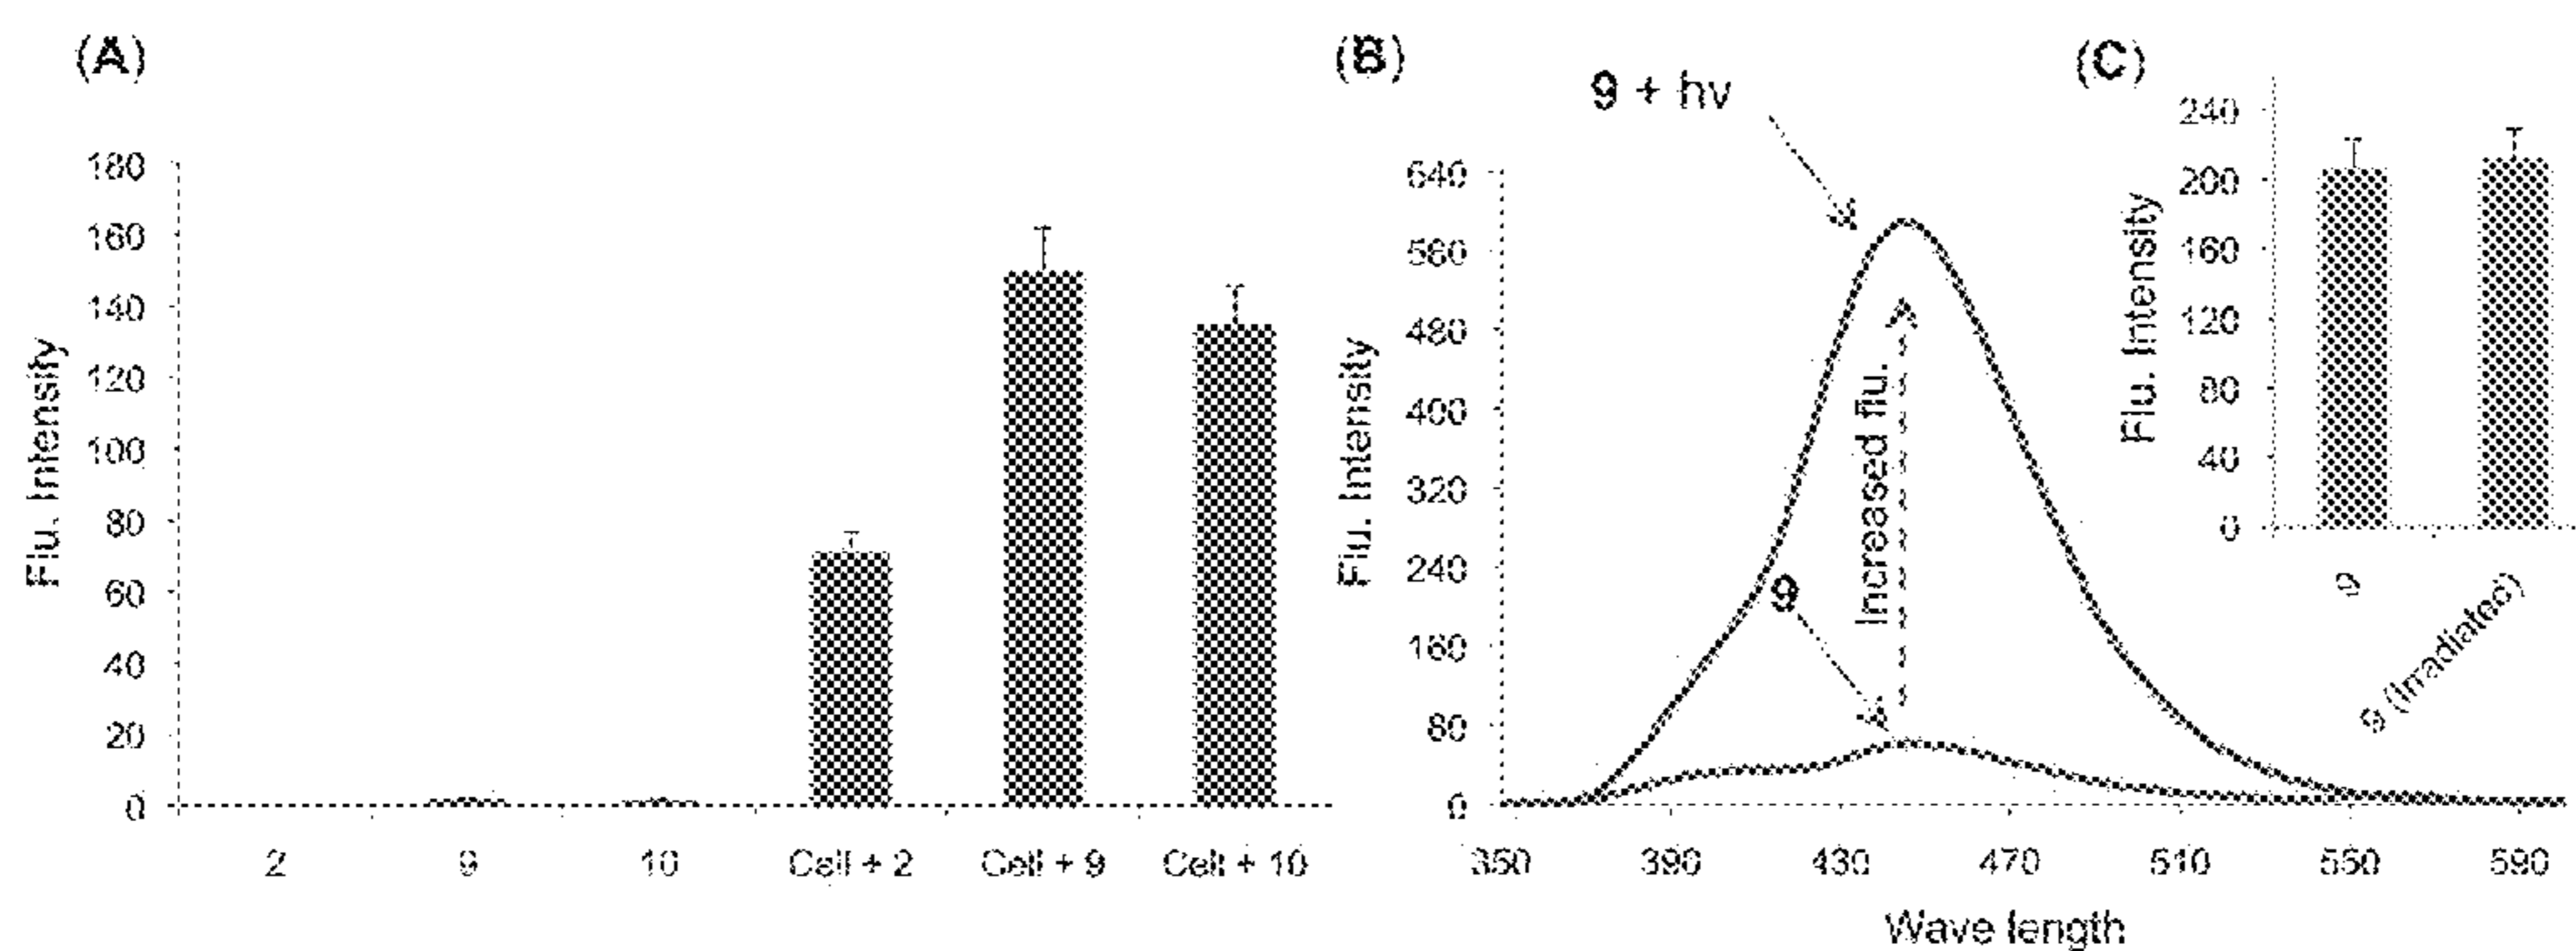 (A)
Flu. Intensity
180
160
140
120
100
80
60
40
20
0
2
9
10
Cell + 2
Cell + 9
Cell + 10
(B)
9 + hv
Flu. Intensity
640
560
480
400
320
240
160
80
0
Increased flu.
9
350
390
430
470
510
550
590
Wave length
(C)
Flu. Intensity
240
200
160
120
80
40
0
9
9 (Irradiated)